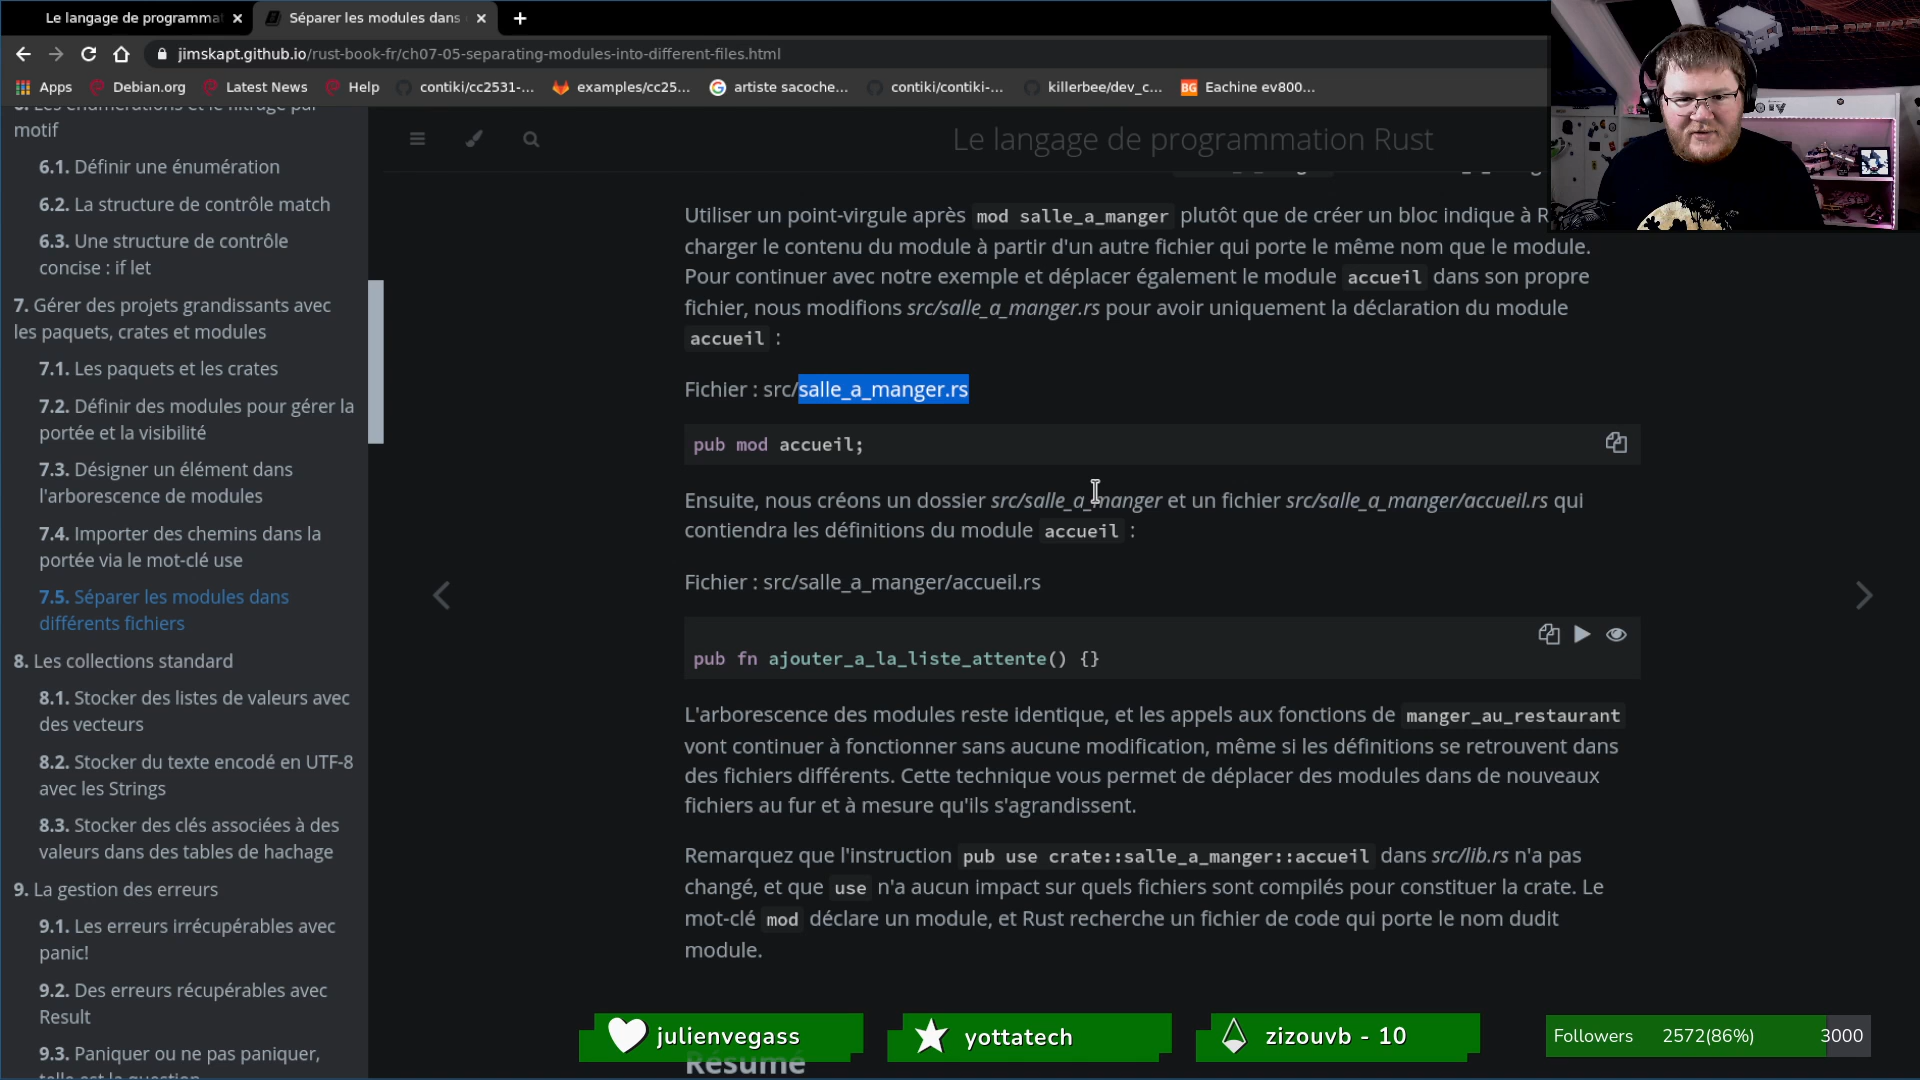 Le langage de programma
Séparer les modules dans
jimskapt.github.io/rust-book-fr/ch07-05-separating-modules-into-different-files.html
Apps
Debian.org
Latest News
Help
contiki/cc2531-...
examples/cc25...
artiste sacoche...
contiki/contiki-...
killerbee/dev_c...
Eachine ev800...
motif
6.1. Définir une énumération
6.2. La structure de contrôle match
6.3. Une structure de contrôle
concise : if let
7. Gérer des projets grandissants avec
les paquets, crates et modules
7.1. Les paquets et les crates
7.2. Définir des modules pour gérer la
portée et la visibilité
7.3. Désigner un élément dans
l'arborescence de modules
7.4. Importer des chemins dans la
portée via le mot-clé use
7.5. Séparer les modules dans
différents fichiers
8. Les collections standard
8.1. Stocker des listes de valeurs avec
des vecteurs
8.2. Stocker du texte encodé en UTF-8
avec les Strings
8.3. Stocker des clés associées à des
valeurs dans des tables de hachage
9. La gestion des erreurs
9.1. Les erreurs irrécupérables avec
panic!
9.2. Des erreurs récupérables avec
Result
9.3. Paniquer ou ne pas paniquer,
telle est la question
Le langage de programmation Rust
Utiliser un point-virgule après mod salle_a_manger plutôt que de créer un bloc indique à R
charger le contenu du module à partir d'un autre fichier qui porte le même nom que le module.
Pour continuer avec notre exemple et déplacer également le module accueil dans son propre
fichier, nous modifions src/salle_a_manger.rs pour avoir uniquement la déclaration du module
accueil :
Fichier : src/salle_a_manger.rs
pub mod accueil;
Ensuite, nous créons un dossier src/salle_a_manger et un fichier src/salle_a_manger/accueil.rs qui
contiendra les définitions du module accueil :
Fichier : src/salle_a_manger/accueil.rs
pub fn ajouter_a_la_liste_attente() {}
L'arborescence des modules reste identique, et les appels aux fonctions de manger_au_restaurant
vont continuer à fonctionner sans aucune modification, même si les définitions se retrouvent dans
des fichiers différents. Cette technique vous permet de déplacer des modules dans de nouveaux
fichiers au fur et à mesure qu'ils s'agrandissent.
Remarquez que l'instruction pub use crate::salle_a_manger::accueil dans src/lib.rs n'a pas
changé, et que use n'a aucun impact sur quels fichiers sont compilés pour constituer la crate. Le
mot-clé mod déclare un module, et Rust recherche un fichier de code qui porte le nom dudit
module.
Résumé
julienvegass
yottatech
zizouvb - 10
Followers 2572(86%) 3000